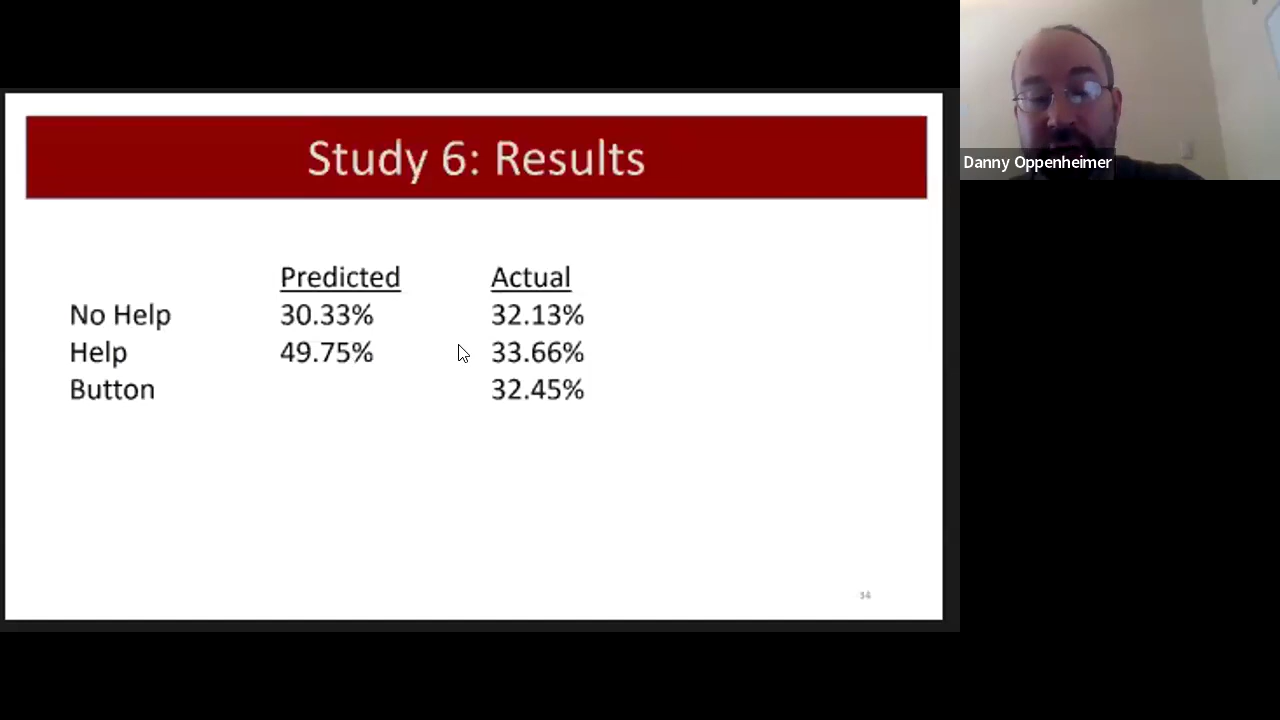 Study 6: Results
Predicted Actual
No Help 30.33% 32.13%
Help 49.75% 33.66%
Button 32.45%
Danny Oppenheimer